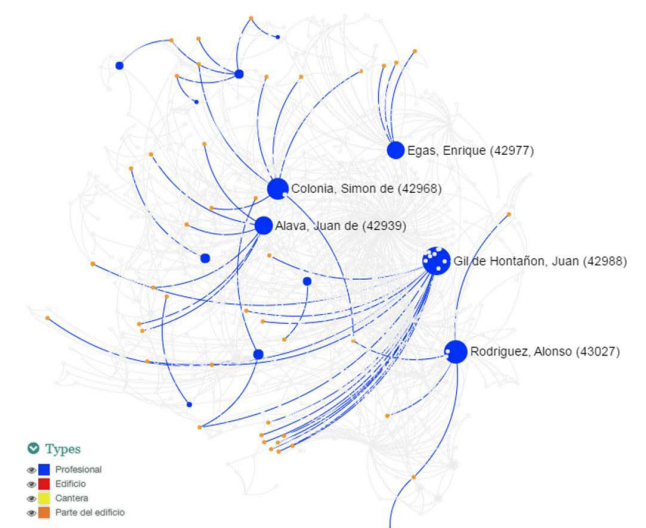 Egas, Enrique (42977)
Colonia, Simon de (42968)
Alava, Juan de (42939)
Gil de Hontañon, Juan (42988)
Rodriguez, Alonso (43027)
Types
Profesional
Edificio
Cantera
Parte del edificio